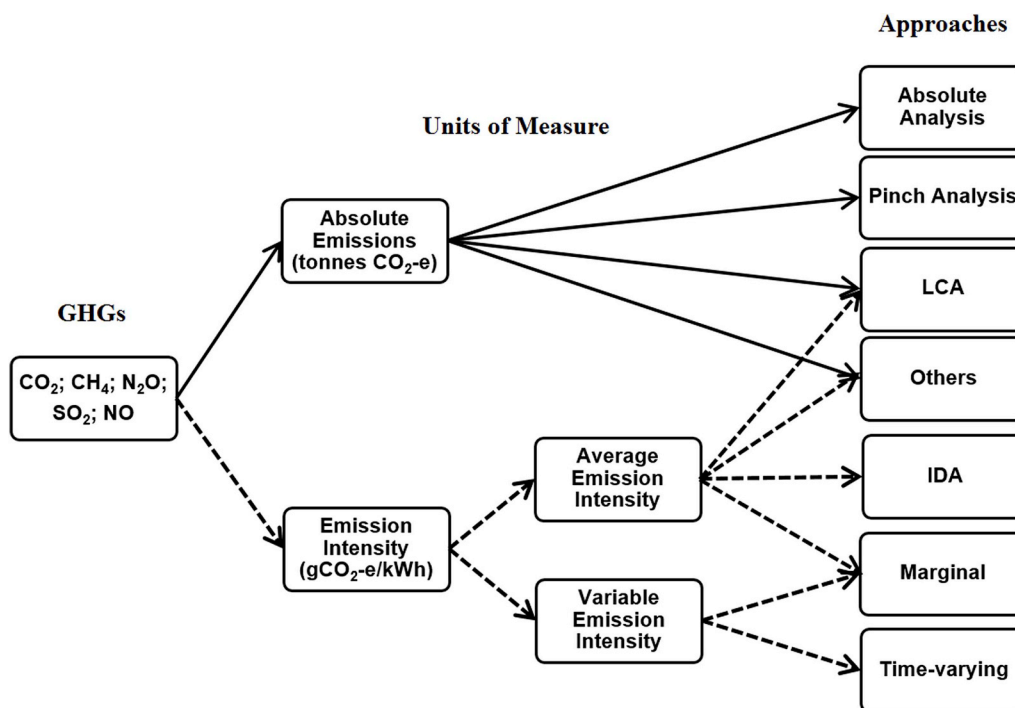 Approaches
Absolute
Analysis
Units of Measure
Pinch Analysis
Absolute
Emissions
(tonnes CO₂-e)
LCA
GHGs
CO₂; CH₄; N₂O;
SO₂; NO
Others
Average
Emission
Intensity
IDA
Emission
Intensity
(gCO₂-e/kWh)
Marginal
Variable
Emission
Intensity
Time-varying